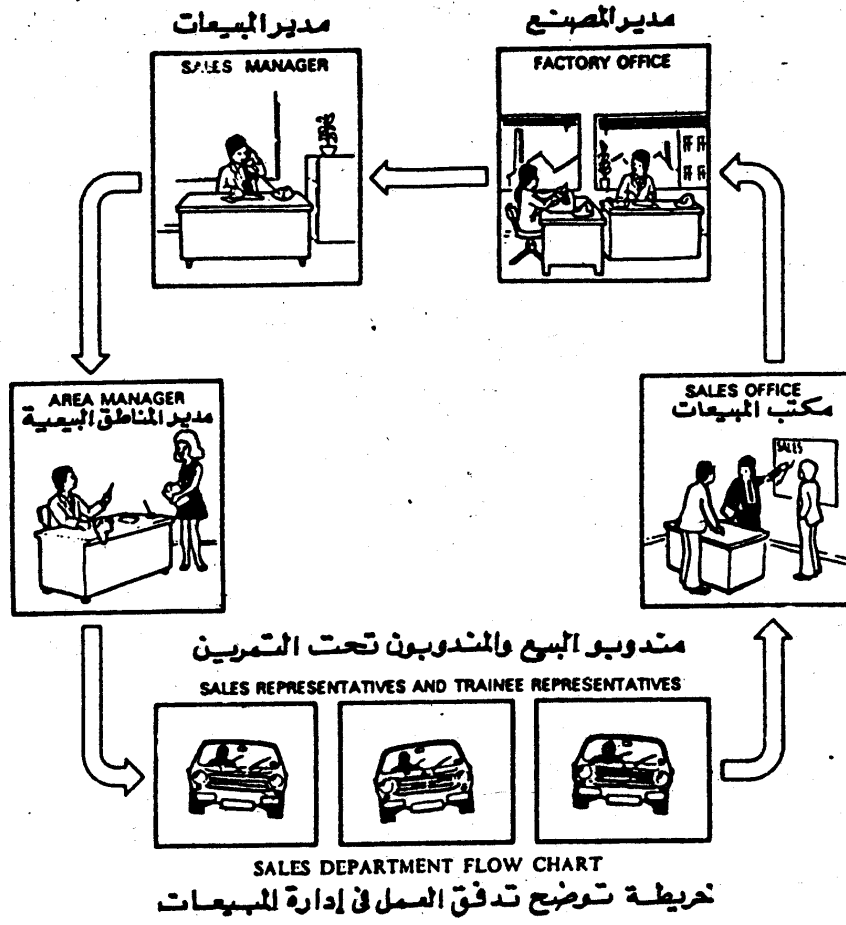 مدير المبيعات
مدير المصنع
SALES MANAGER
FACTORY OFFICE
AREA MANAGER
مدير المناطق البيعية
SALES OFFICE
مكتب المبيعات
SALES
مندوبو البيع والمندوبون تحت التمرين
SALES REPRESENTATIVES AND TRAINEE REPRESENTATIVES
SALES DEPARTMENT FLOW CHART
خريطة توضح تدفق العمل في إدارة المبيعات